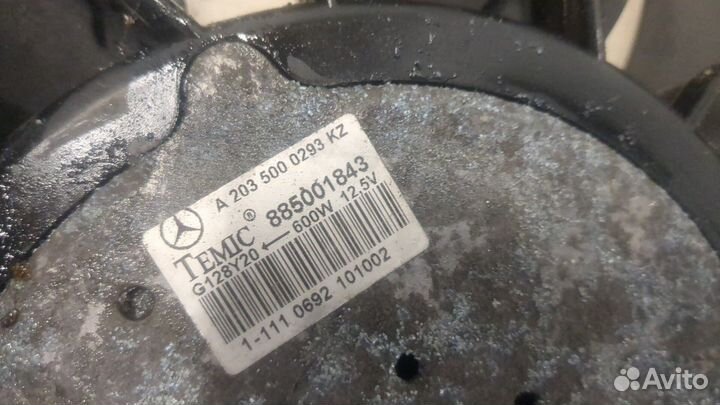 A 203 500 0293 KZ
TEMIC ® 885001843
G128Y20 ← 600W 12,5V
1-111 0692 101002
Avito